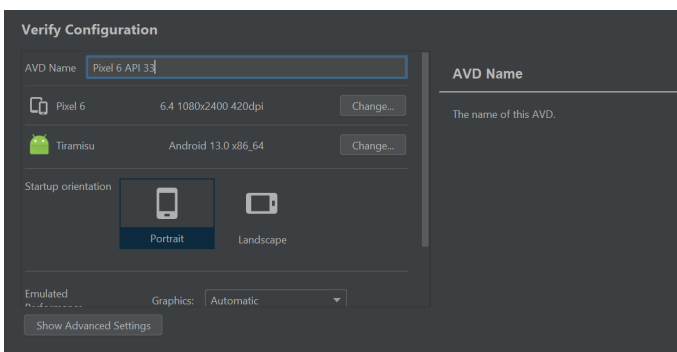 Verify Configuration
AVD Name Pixel 6 API 33
AVD Name
Pixel 6 6.4 1080x2400 420dpi Change...
The name of this AVD.
Tiramisu Android 13.0 x86_64 Change...
Startup orientation
Portrait Landscape
Emulated
Performance Graphics: Automatic
Show Advanced Settings